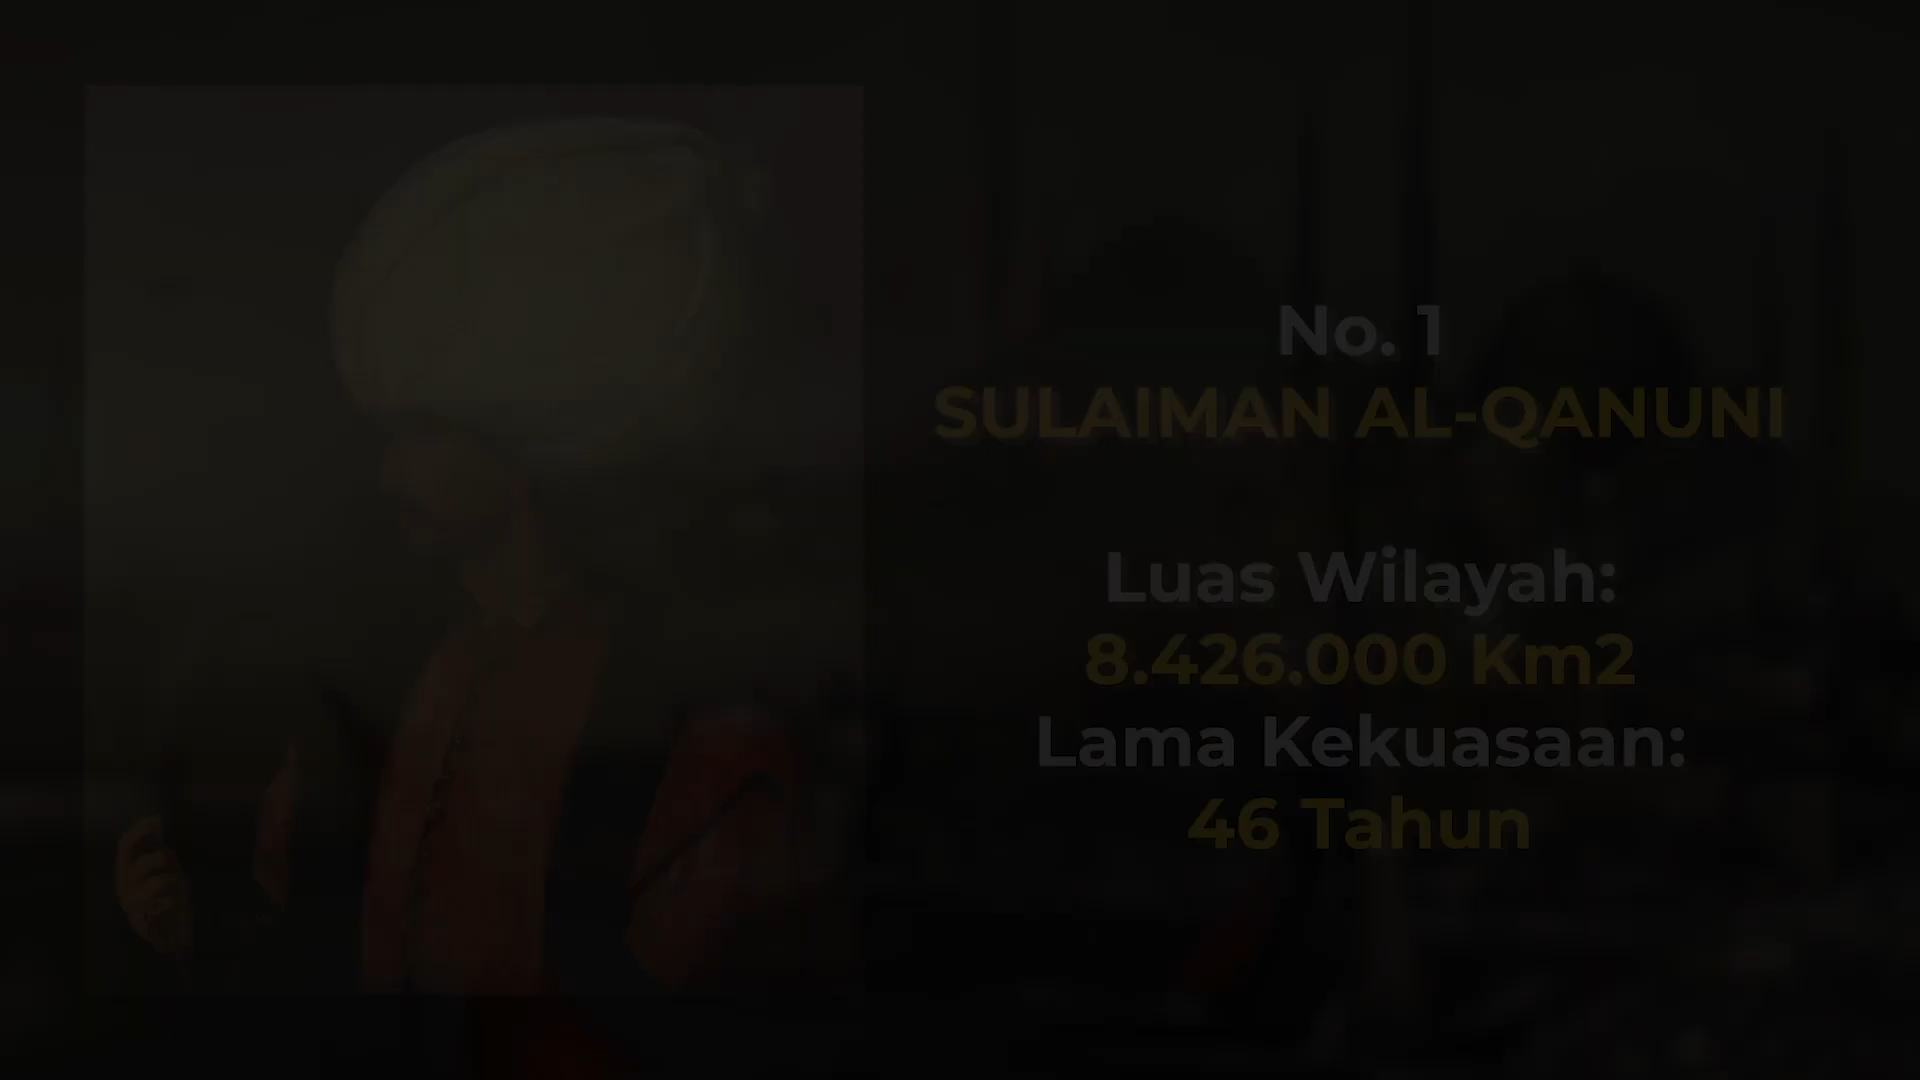 No. 1
SULAIMAN AL-QANUNI
Luas Wilayah:
8.426.000 Km2
Lama Kekuasaan:
46 Tahun